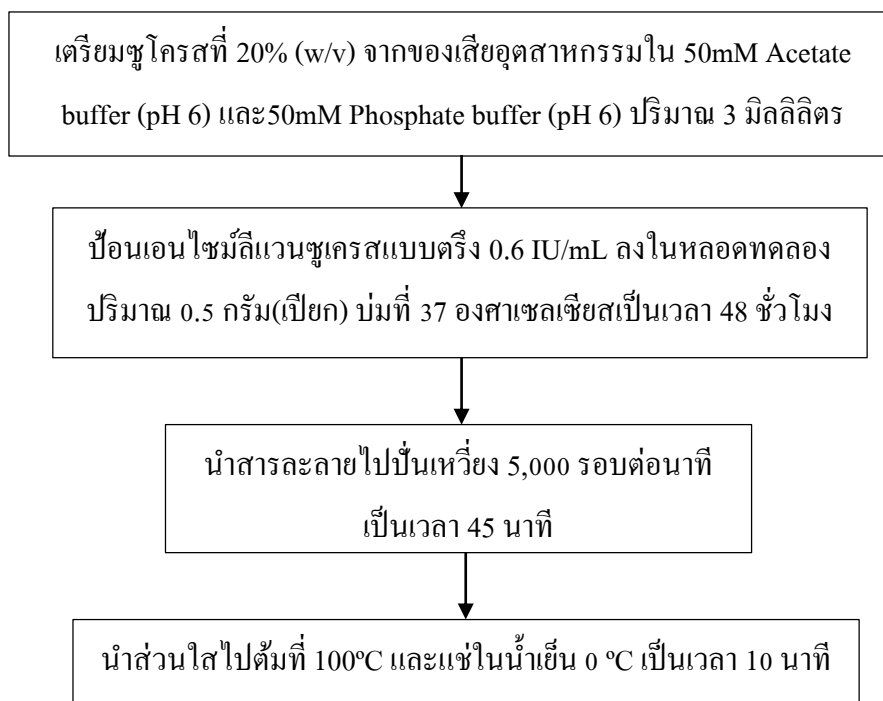 เตรียมซูโครสที่ 20% (w/v) จากของเสียอุตสาหกรรมใน 50mM Acetate
buffer (pH 6) และ50mM Phosphate buffer (pH 6) ปริมาณ 3 มิลลิลิตร
ป้อนเอนไซม์ลีแวนซูเครสแบบตรึง 0.6 IU/mL ลงในหลอดทดลอง
ปริมาณ 0.5 กรัม(เปียก) บ่มที่ 37 องศาเซลเซียสเป็นเวลา 48 ชั่วโมง
นำสารละลายไปปั่นเหวี่ยง 5,000 รอบต่อนาที
เป็นเวลา 45 นาที
นำส่วนใสไปต้มที่ 100ºC และแช่ในน้ำเย็น 0 ºC เป็นเวลา 10 นาที